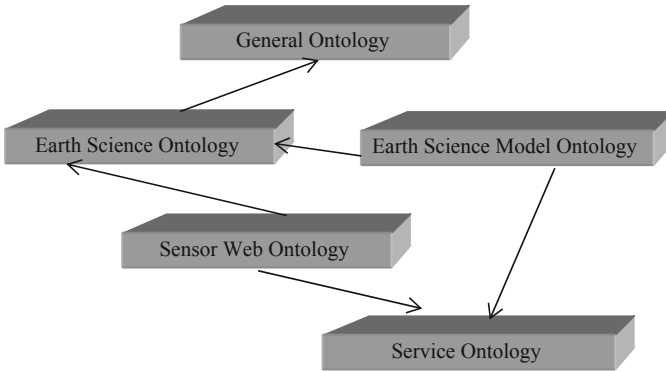 General Ontology
Earth Science Ontology
Earth Science Model Ontology
Sensor Web Ontology
Service Ontology